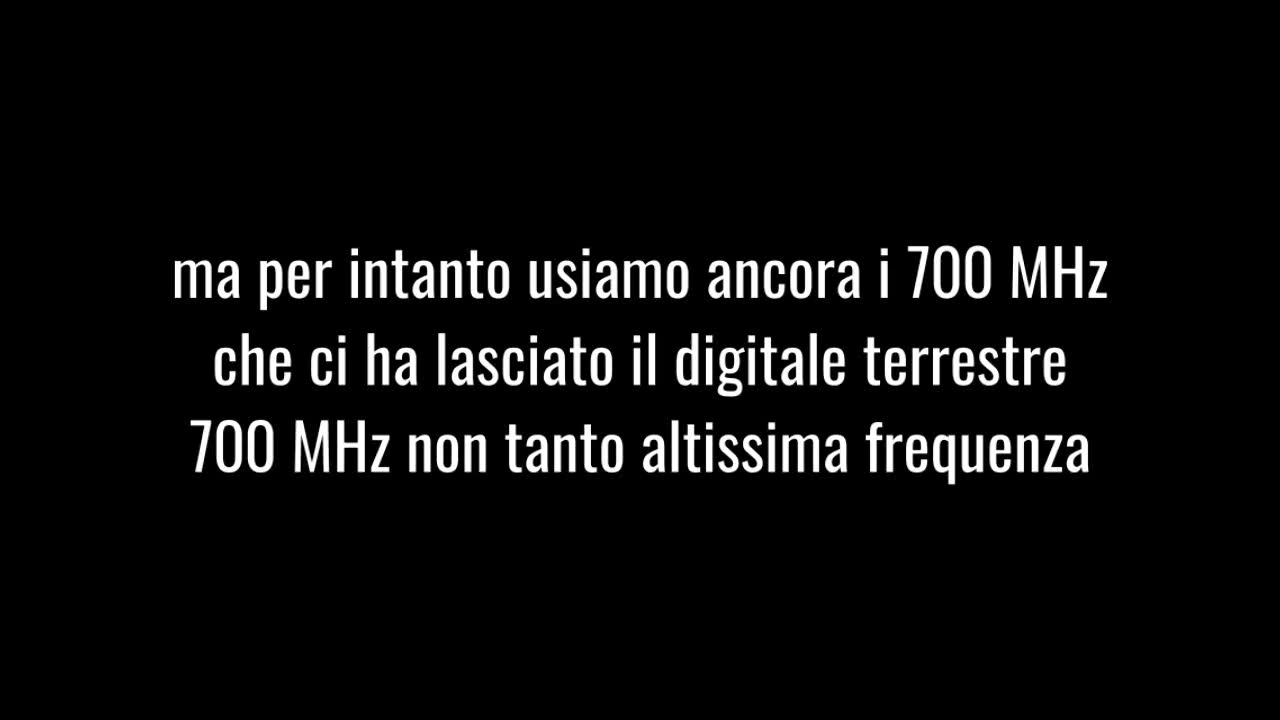 ma per intanto usiamo ancora i 700 MHz
che ci ha lasciato il digitale terrestre
700 MHz non tanto altissima frequenza